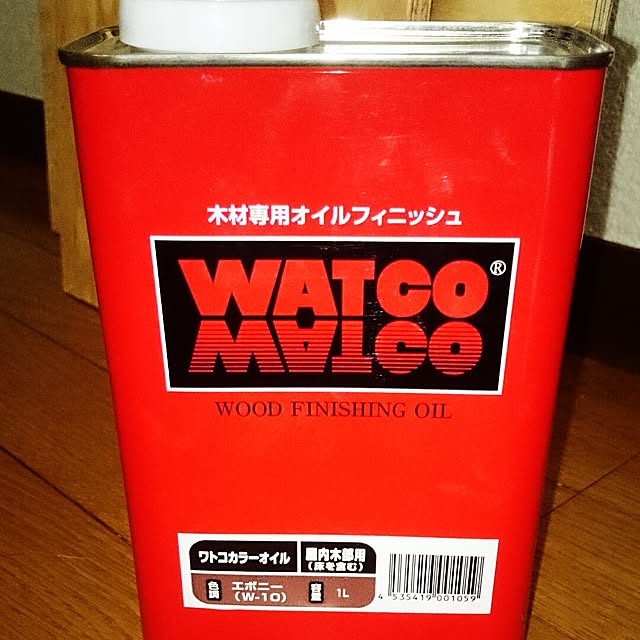 木材専用オイルフィニッシュ
WATCO®
WATCO
WOOD FINISHING OIL
ワトコカラーオイル 屋内木部用
(床を含む)
色調 エボニー
(W-10) 容量 1L
4 535419 001059